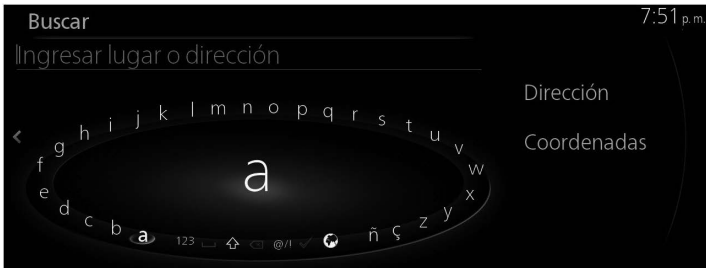 Buscar
7:51 p. m.
Ingresar lugar o dirección
Dirección
Coordenadas
a
a b c d e f g h i j k l m n o p q r s t u v w x y z ç ñ
123 @/!